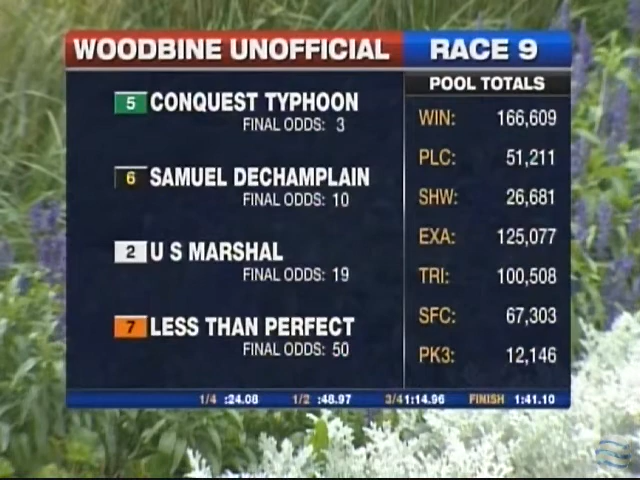 WOODBINE UNOFFICIAL RACE 9
POOL TOTALS
5 CONQUEST TYPHOON
FINAL ODDS: 3
6 SAMUEL DECHAMPLAIN
FINAL ODDS: 10
2 U S MARSHAL
FINAL ODDS: 19
7 LESS THAN PERFECT
FINAL ODDS: 50
WIN: 166,609
PLC: 51,211
SHW: 26,681
EXA: 125,077
TRI: 100,508
SFC: 67,303
PK3: 12,146
1/4 :24.08 1/2 :48.97 3/4 1:14.96 FINISH 1:41.10